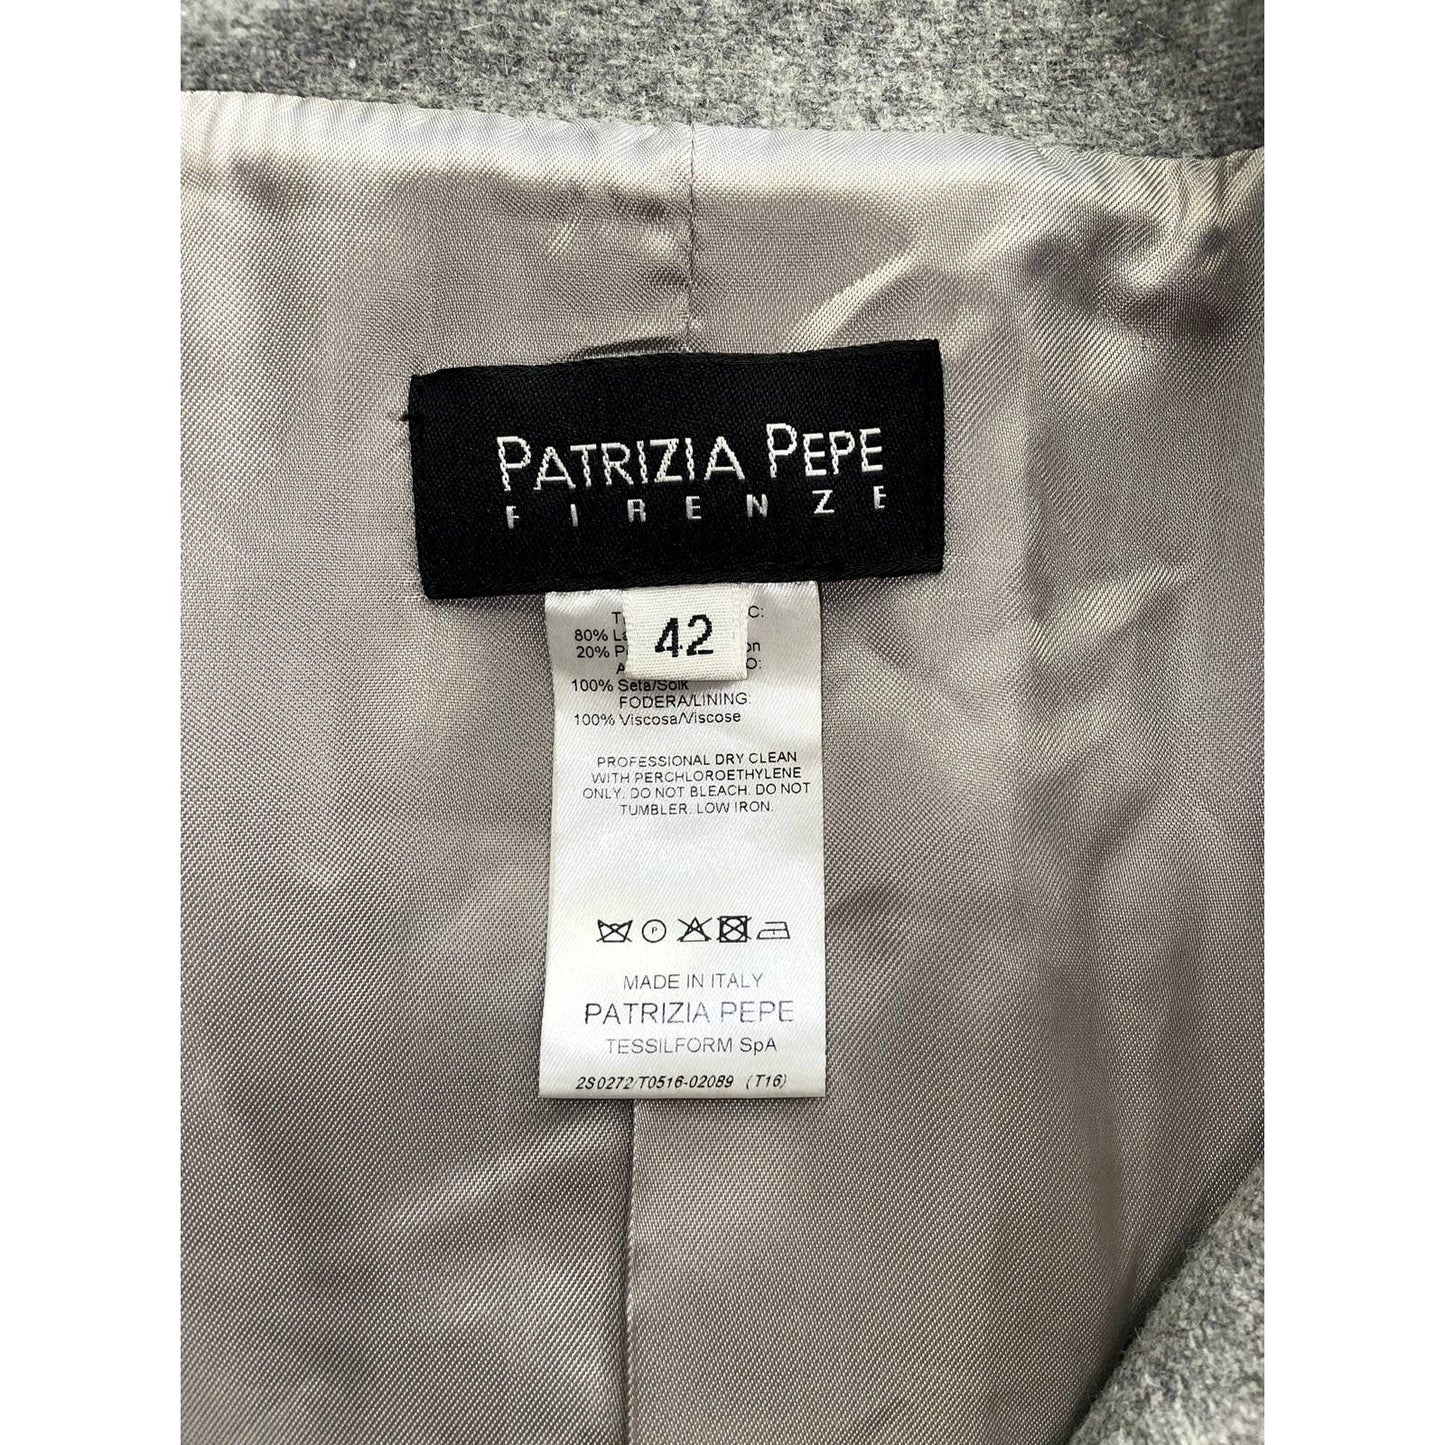 PATRIZIA PEPE
FIRENZE
42
C:
80%
20%
100% Seta/Solk
FODERA/LINING
100% Viscosa/Viscose
PROFESSIONAL DRY CLEAN
WITH PERCHLOROETHYLENE
ONLY. DO NOT BLEACH. DO NOT
TUMBLER. LOW IRON.
P
MADE IN ITALY
PATRIZIA PEPE
TESSILFORM SpA
2S0272/T0516-02089 (T16)